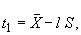 t₁ = X̄ − l S,